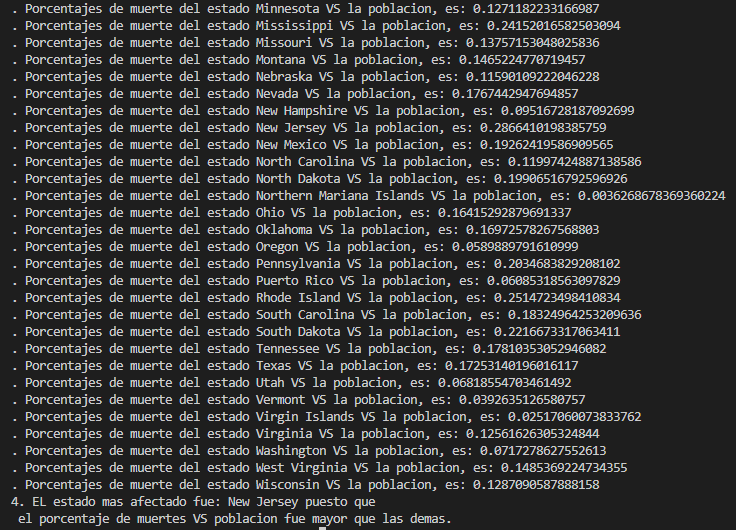 . Porcentajes de muerte del estado Minnesota VS la poblacion, es: 0.1271182233166987
. Porcentajes de muerte del estado Mississippi VS la poblacion, es: 0.24152016582503094
. Porcentajes de muerte del estado Missouri VS la poblacion, es: 0.13757153048025836
. Porcentajes de muerte del estado Montana VS la poblacion, es: 0.1465224770719457
. Porcentajes de muerte del estado Nebraska VS la poblacion, es: 0.11590109222046228
. Porcentajes de muerte del estado Nevada VS la poblacion, es: 0.1767442947694857
. Porcentajes de muerte del estado New Hampshire VS la poblacion, es: 0.09516728187092699
. Porcentajes de muerte del estado New Jersey VS la poblacion, es: 0.2866410198385759
. Porcentajes de muerte del estado New Mexico VS la poblacion, es: 0.19262419586909565
. Porcentajes de muerte del estado North Carolina VS la poblacion, es: 0.11997424887138586
. Porcentajes de muerte del estado North Dakota VS la poblacion, es: 0.19906516792596926
. Porcentajes de muerte del estado Northern Mariana Islands VS la poblacion, es: 0.0036268678369360224
. Porcentajes de muerte del estado Ohio VS la poblacion, es: 0.16415292879691337
. Porcentajes de muerte del estado Oklahoma VS la poblacion, es: 0.16972578267568803
. Porcentajes de muerte del estado Oregon VS la poblacion, es: 0.0589889791610999
. Porcentajes de muerte del estado Pennsylvania VS la poblacion, es: 0.2034683829208102
. Porcentajes de muerte del estado Puerto Rico VS la poblacion, es: 0.06085318563097829
. Porcentajes de muerte del estado Rhode Island VS la poblacion, es: 0.2514723498410834
. Porcentajes de muerte del estado South Carolina VS la poblacion, es: 0.18324964253209636
. Porcentajes de muerte del estado South Dakota VS la poblacion, es: 0.2216673317063411
. Porcentajes de muerte del estado Tennessee VS la poblacion, es: 0.17810353052946082
. Porcentajes de muerte del estado Texas VS la poblacion, es: 0.17253140196016117
. Porcentajes de muerte del estado Utah VS la poblacion, es: 0.06818554703461492
. Porcentajes de muerte del estado Vermont VS la poblacion, es: 0.0392635126580757
. Porcentajes de muerte del estado Virgin Islands VS la poblacion, es: 0.02517060073833762
. Porcentajes de muerte del estado Virginia VS la poblacion, es: 0.12561626305324844
. Porcentajes de muerte del estado Washington VS la poblacion, es: 0.0717278627552613
. Porcentajes de muerte del estado West Virginia VS la poblacion, es: 0.1485369224734355
. Porcentajes de muerte del estado Wisconsin VS la poblacion, es: 0.1287090587888158
4. EL estado mas afectado fue: New Jersey puesto que
el porcentaje de muertes VS poblacion fue mayor que las demas.